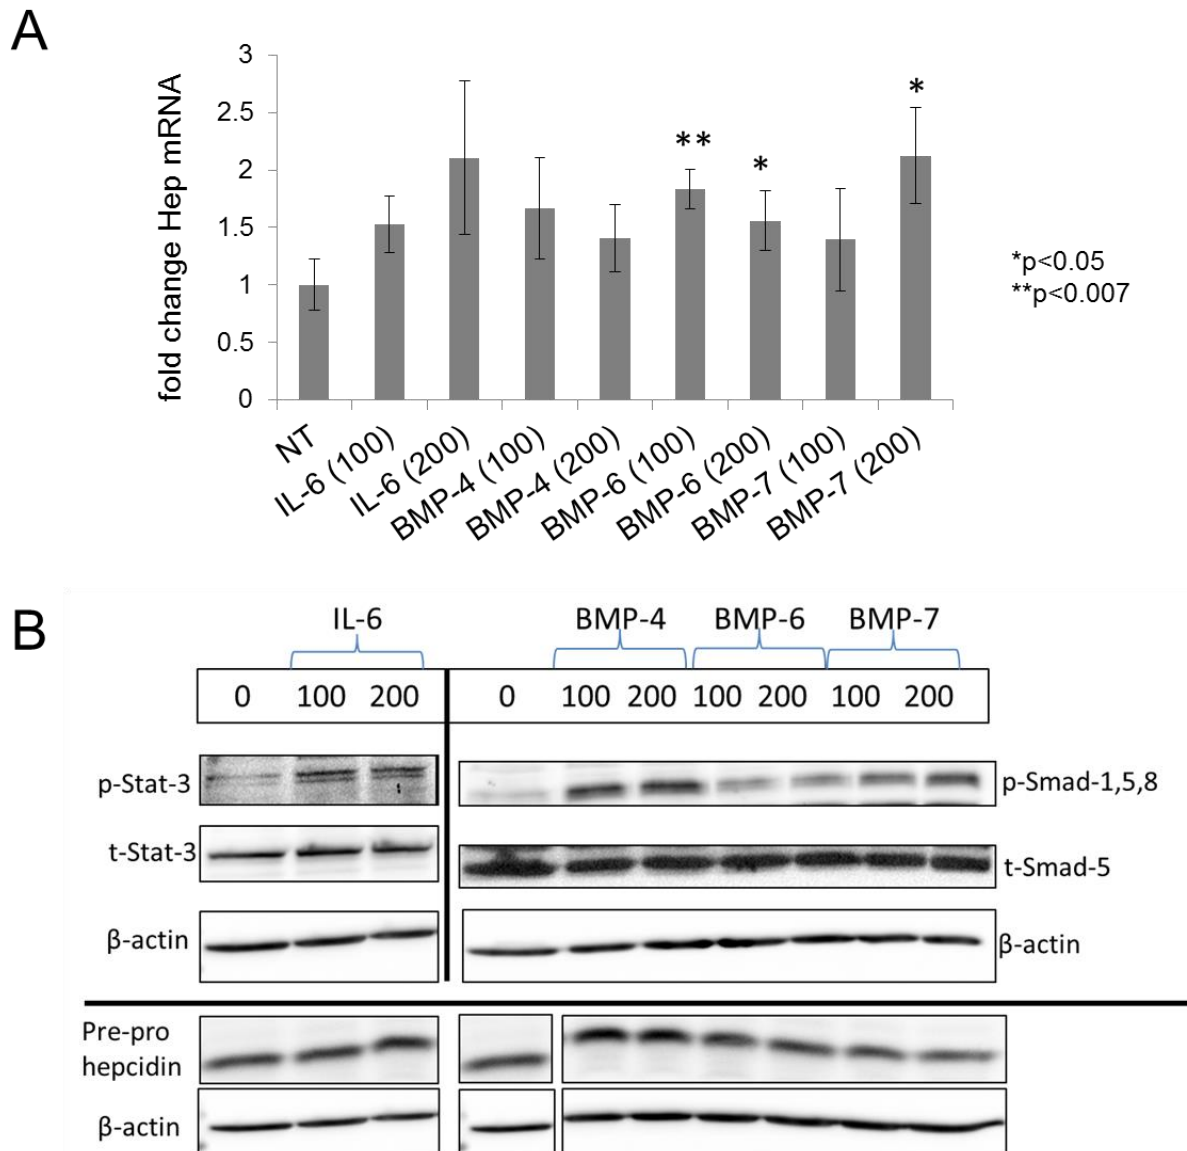 A
fold change Hep mRNA
3
2.5
2
1.5
1
0.5
0
**
*
*
*p<0.05
**p<0.007
NT
IL-6 (100)
IL-6 (200)
BMP-4 (100)
BMP-4 (200)
BMP-6 (100)
BMP-6 (200)
BMP-7 (100)
BMP-7 (200)
B
IL-6 BMP-4 BMP-6 BMP-7
0 100 200 0 100 200 100 200 100 200
p-Stat-3 p-Smad-1,5,8
t-Stat-3 t-Smad-5
β-actin β-actin
Pre-pro
hepcidin
β-actin